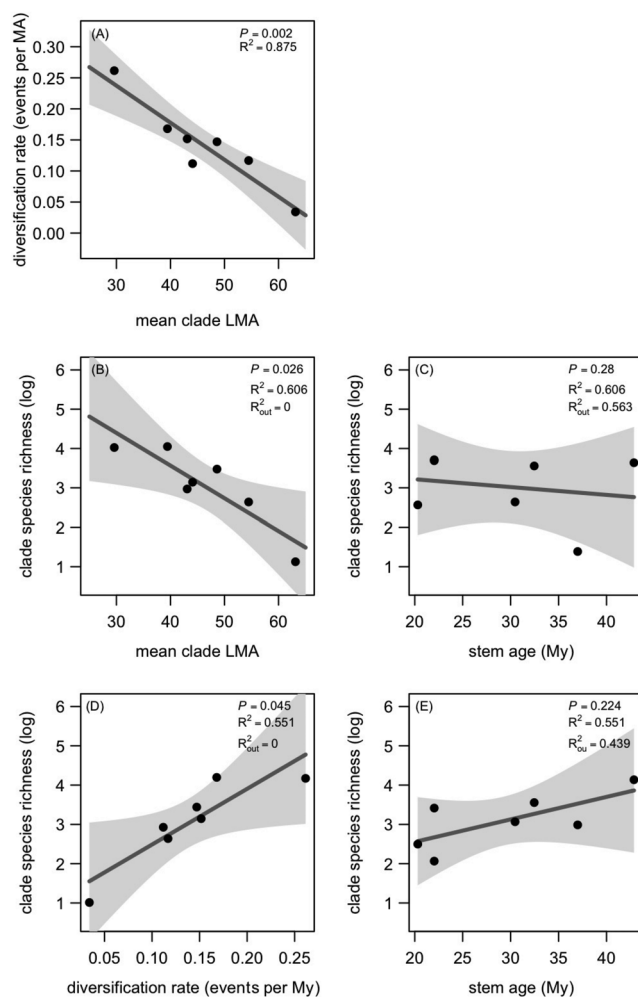 (A)
P = 0.002
R² = 0.875
diversification rate (events per MA)
0.30
0.25
0.20
0.15
0.10
0.05
0.00
30 40 50 60
mean clade LMA
(B)
P = 0.026
R² = 0.606
R²out = 0
clade species richness (log)
6
5
4
3
2
1
30 40 50 60
mean clade LMA
(C)
P = 0.28
R² = 0.606
R²out = 0.563
clade species richness (log)
6
5
4
3
2
1
20 25 30 35 40
stem age (My)
(D)
P = 0.045
R² = 0.551
R²out = 0
clade species richness (log)
6
5
4
3
2
1
0.05 0.10 0.15 0.20 0.25
diversification rate (events per My)
(E)
P = 0.224
R² = 0.551
R²ou = 0.439
clade species richness (log)
6
5
4
3
2
1
20 25 30 35 40
stem age (My)